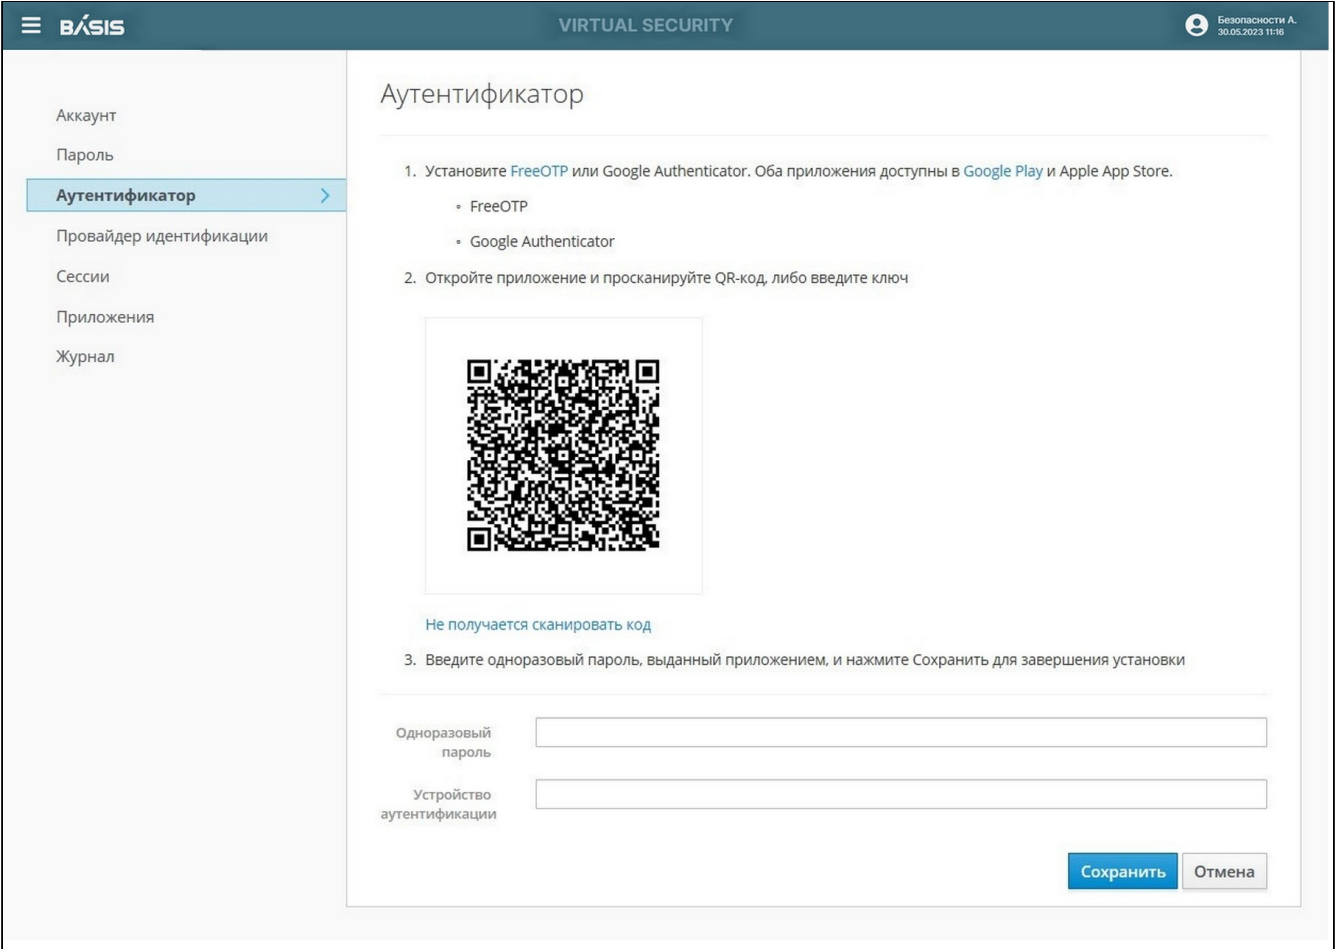 BASIS
VIRTUAL SECURITY
Безопасности А.
30.05.2023 11:16
Аккаунт
Пароль
Аутентификатор
Провайдер идентификации
Сессии
Приложения
Журнал
Аутентификатор
1. Установите FreeOTP или Google Authenticator. Оба приложения доступны в Google Play и Apple App Store.
FreeOTP
Google Authenticator
2. Откройте приложение и просканируйте QR-код, либо введите ключ
Не получается сканировать код
3. Введите одноразовый пароль, выданный приложением, и нажмите Сохранить для завершения установки
Одноразовый
пароль
Устройство
аутентификации
Сохранить
Отмена